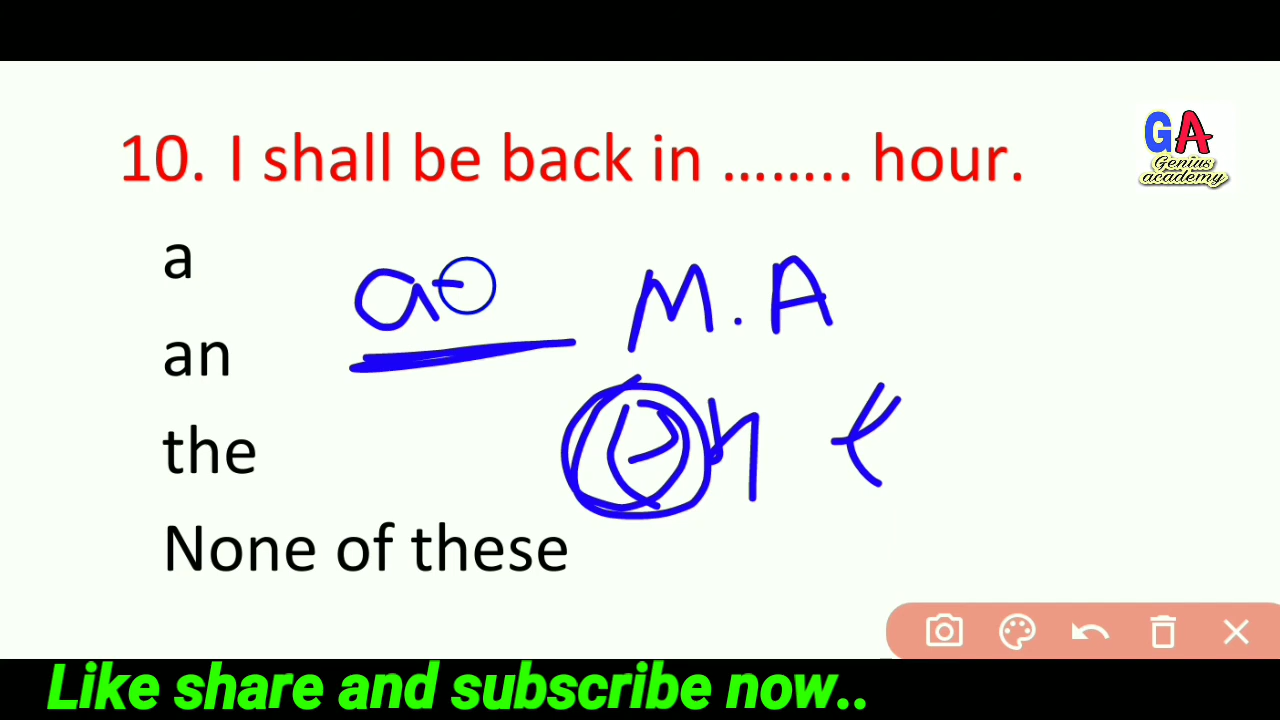 10. I shall be back in …….. hour.
GA
Genius
academy
a
an
the
None of these
a
M.A
Like share and subscribe now..